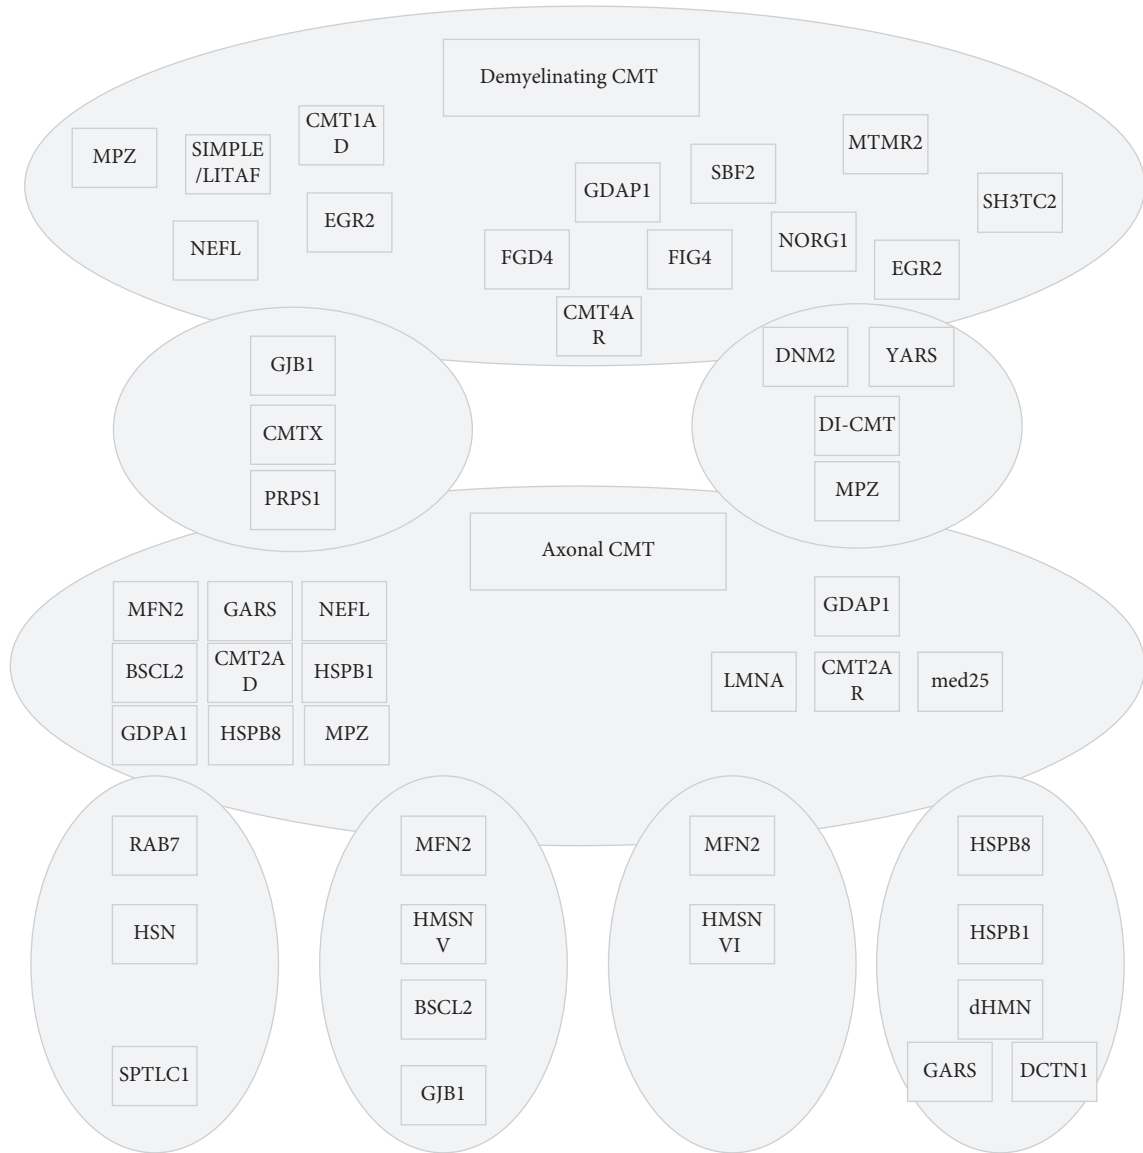 Demyelinating CMT
MPZ
SIMPLE
/LITAF
CMT1A
D
NEFL
EGR2
GDAP1
SBF2
MTMR2
SH3TC2
FGD4
FIG4
NORG1
EGR2
CMT4A
R
GJB1
CMTX
PRPS1
DNM2
YARS
DI-CMT
MPZ
Axonal CMT
MFN2
GARS
NEFL
BSCL2
CMT2A
D
HSPB1
GDPA1
HSPB8
MPZ
GDAP1
LMNA
CMT2A
R
med25
RAB7
HSN
SPTLC1
MFN2
HMSN
V
BSCL2
GJB1
MFN2
HMSN
VI
HSPB8
HSPB1
dHMN
GARS
DCTN1